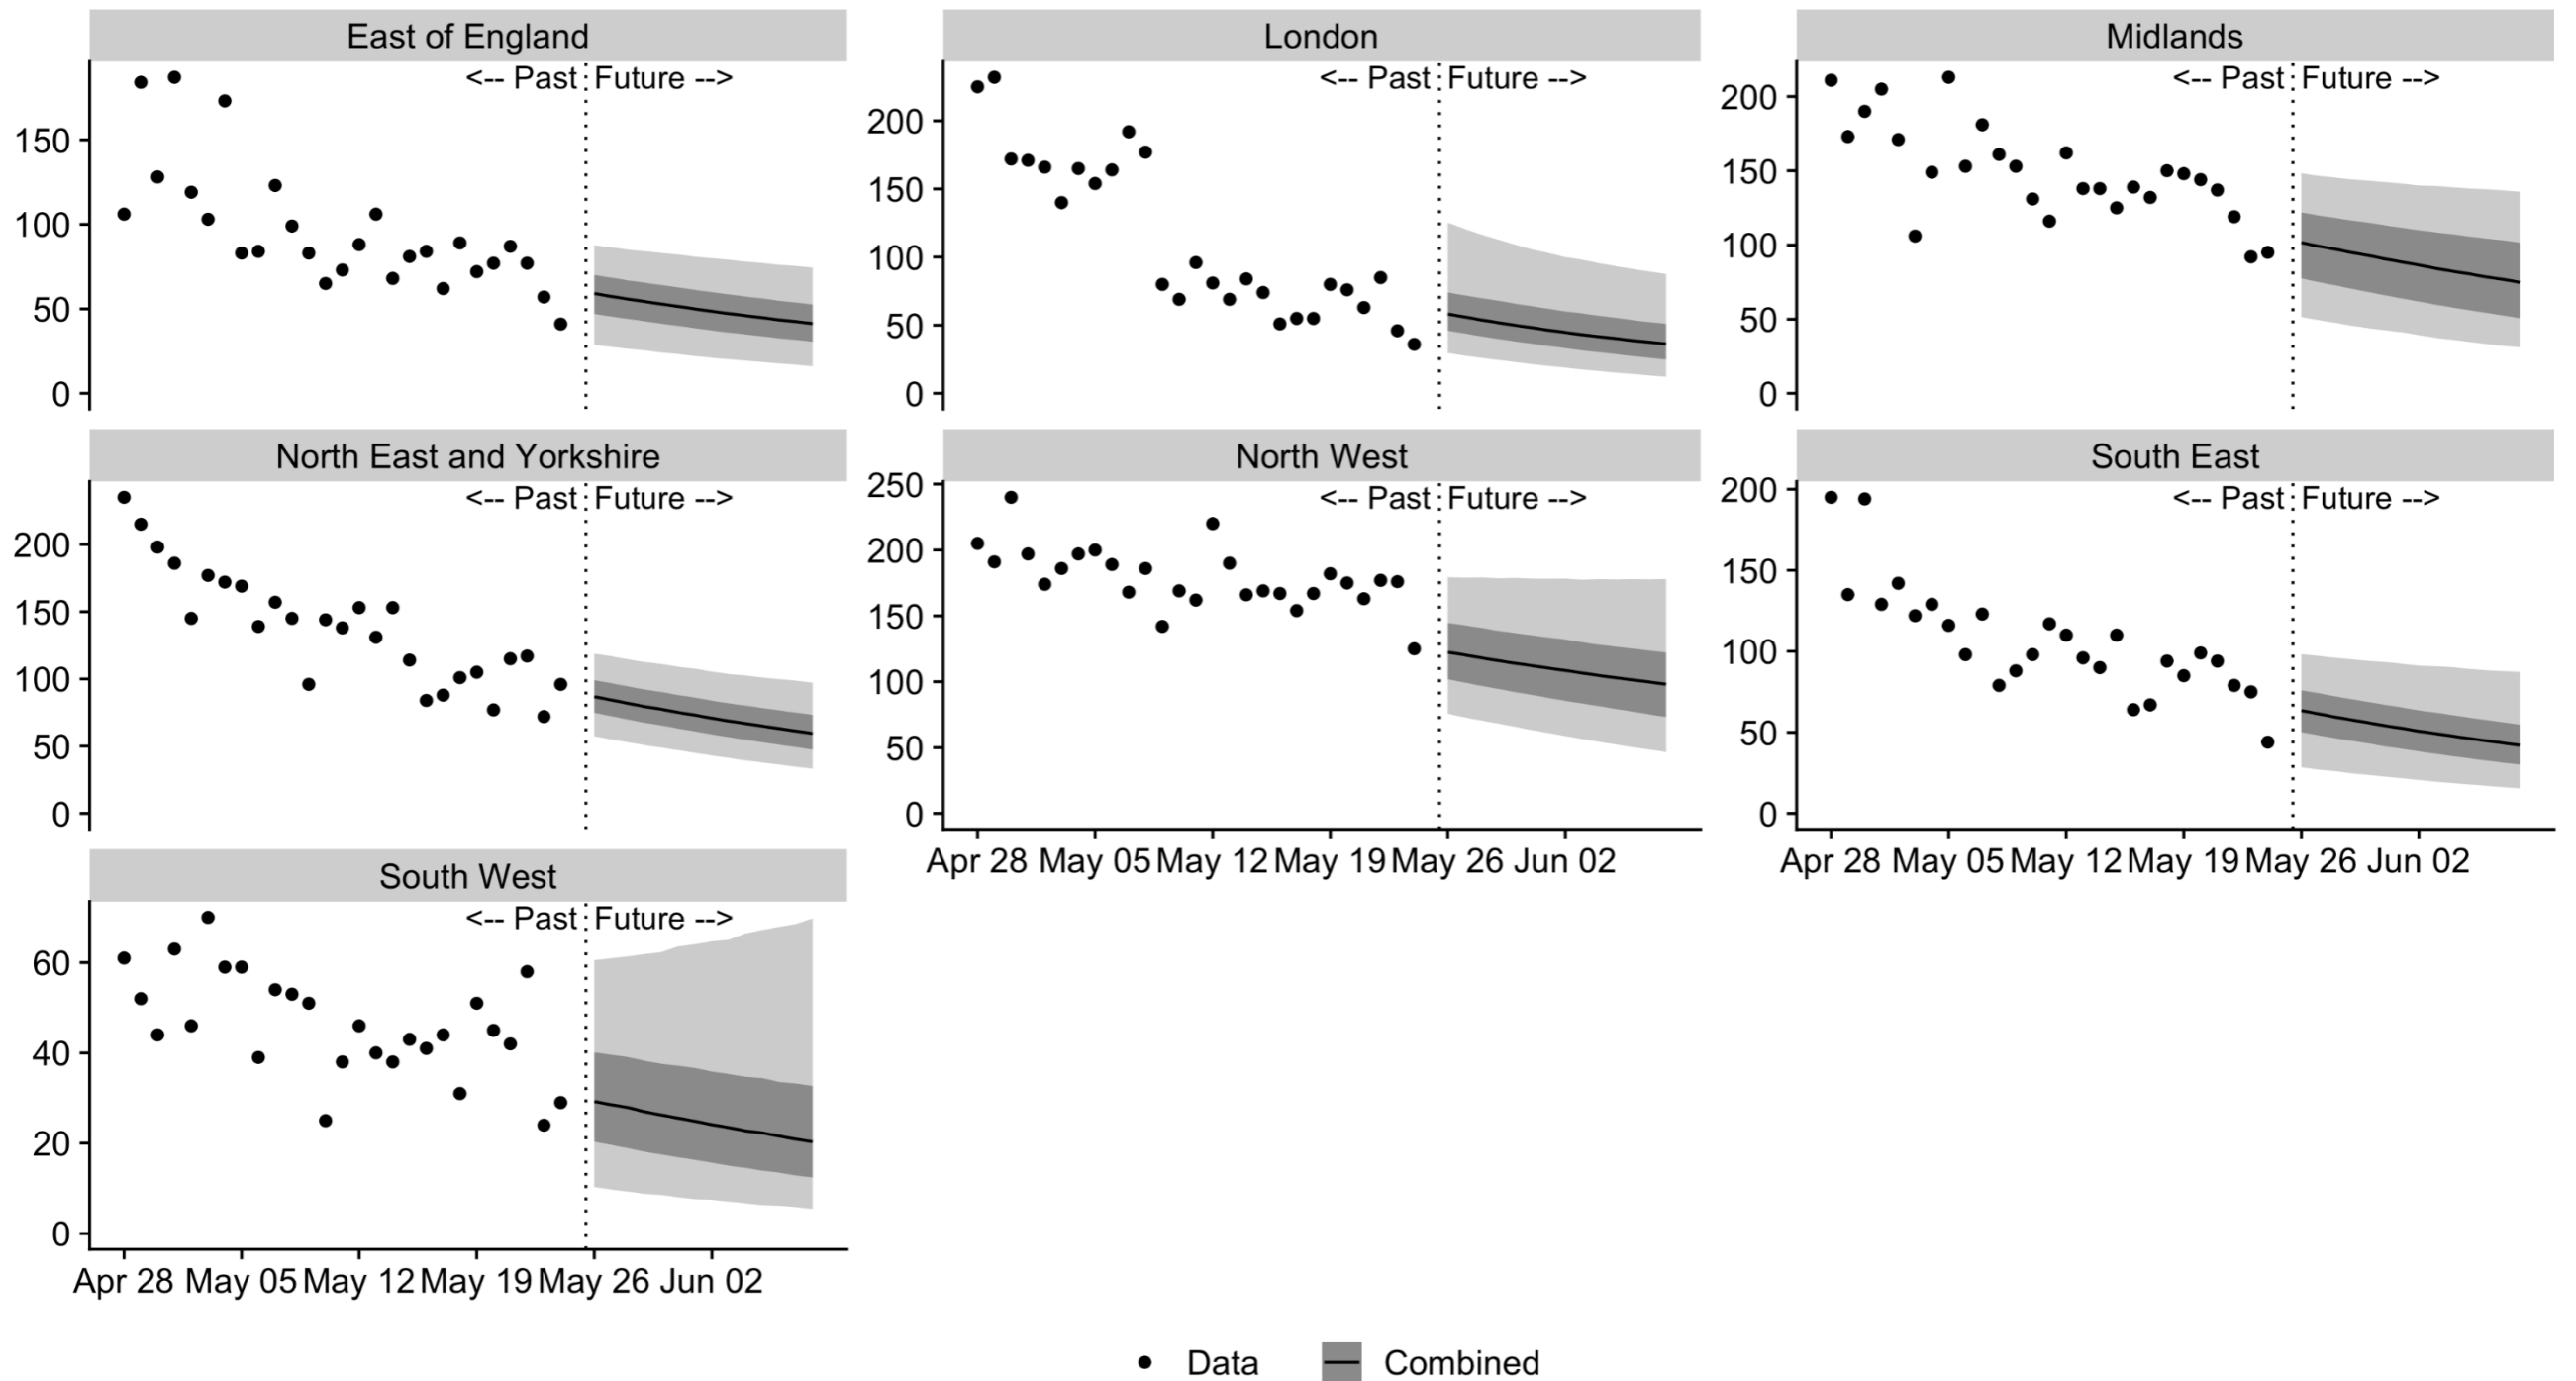 East of England
<-- Past Future -->
150
100
50
0
London
<-- Past Future -->
200
150
100
50
0
Midlands
<-- Past Future -->
200
150
100
50
0
North East and Yorkshire
<-- Past Future -->
200
150
100
50
0
North West
<-- Past Future -->
250
200
150
100
50
0
Apr 28 May 05 May 12 May 19 May 26 Jun 02
South East
<-- Past Future -->
200
150
100
50
0
Apr 28 May 05 May 12 May 19 May 26 Jun 02
South West
<-- Past Future -->
60
40
20
0
Apr 28 May 05 May 12 May 19 May 26 Jun 02
Data Combined